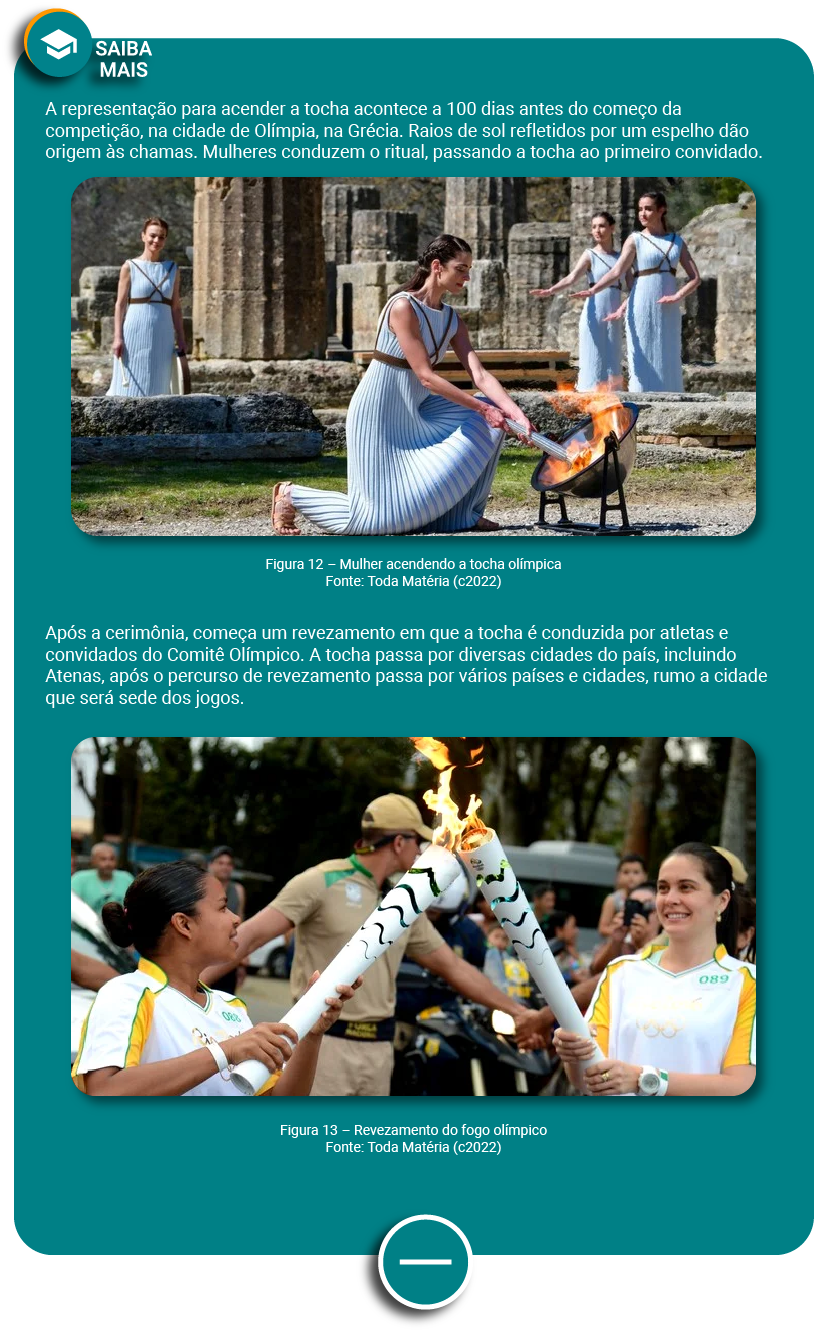 SAIBA
MAIS
A representação para acender a tocha acontece a 100 dias antes do começo da
competição, na cidade de Olímpia, na Grécia. Raios de sol refletidos por um espelho dão
origem às chamas. Mulheres conduzem o ritual, passando a tocha ao primeiro convidado.
Figura 12 – Mulher acendendo a tocha olímpica
Fonte: Toda Matéria (c2022)
Após a cerimônia, começa um revezamento em que a tocha é conduzida por atletas e
convidados do Comitê Olímpico. A tocha passa por diversas cidades do país, incluindo
Atenas, após o percurso de revezamento passa por vários países e cidades, rumo a cidade
que será sede dos jogos.
088
089
Figura 13 – Revezamento do fogo olímpico
Fonte: Toda Matéria (c2022)